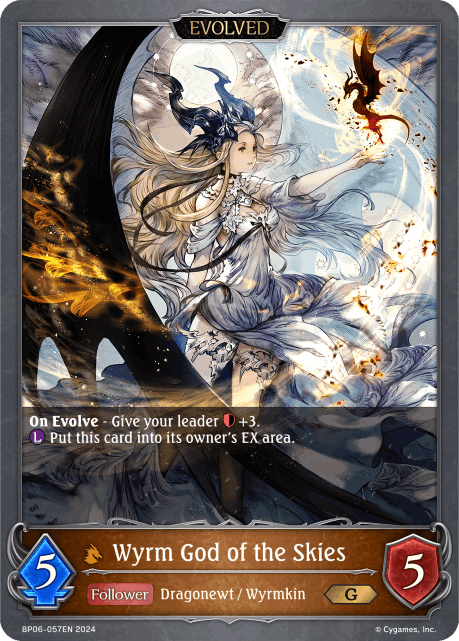 EVOLVED
On Evolve - Give your leader +3.
L Put this card into its owner's EX area.
5
Wyrm God of the Skies
5
Follower Dragonewt / Wyrmkin G
BP06-057EN 2024
© Cygames, Inc.